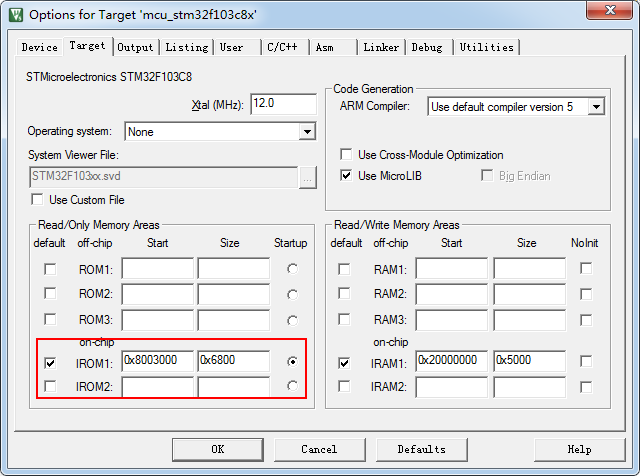 Options for Target 'mcu_stm32f103c8x'
Device Target Output Listing User C/C++ Asm Linker Debug Utilities
STMicroelectronics STM32F103C8
Xtal (MHz): 12.0
Operating system: None
System Viewer File:
STM32F103xx.svd ...
Use Custom File
Code Generation
ARM Compiler: Use default compiler version 5
Use Cross-Module Optimization
Use MicroLIB Big Endian
Read/Only Memory Areas
default off-chip Start Size Startup
ROM1:
ROM2:
ROM3:
on-chip
IROM1: 0x8003000 0x6800
IROM2:
Read/Write Memory Areas
default off-chip Start Size NoInit
RAM1:
RAM2:
RAM3:
on-chip
IRAM1: 0x20000000 0x5000
IRAM2:
OK Cancel Defaults Help